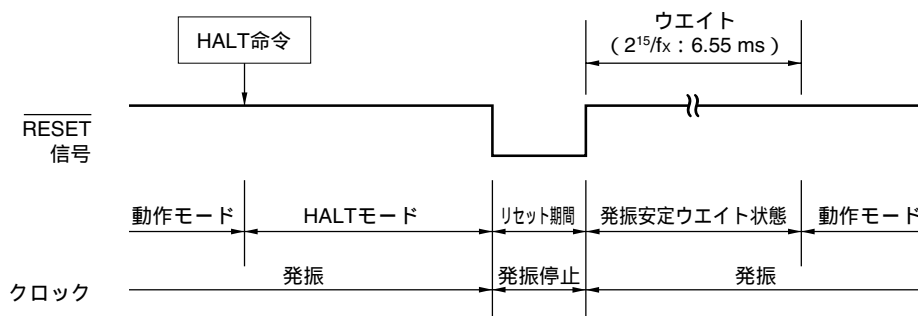 ウエイト
HALT命令
（2¹⁵/fx：6.55 ms）
RESET
信号
動作モード HALTモード リセット期間 発振安定ウエイト状態 動作モード
発振 発振停止 発振
クロック